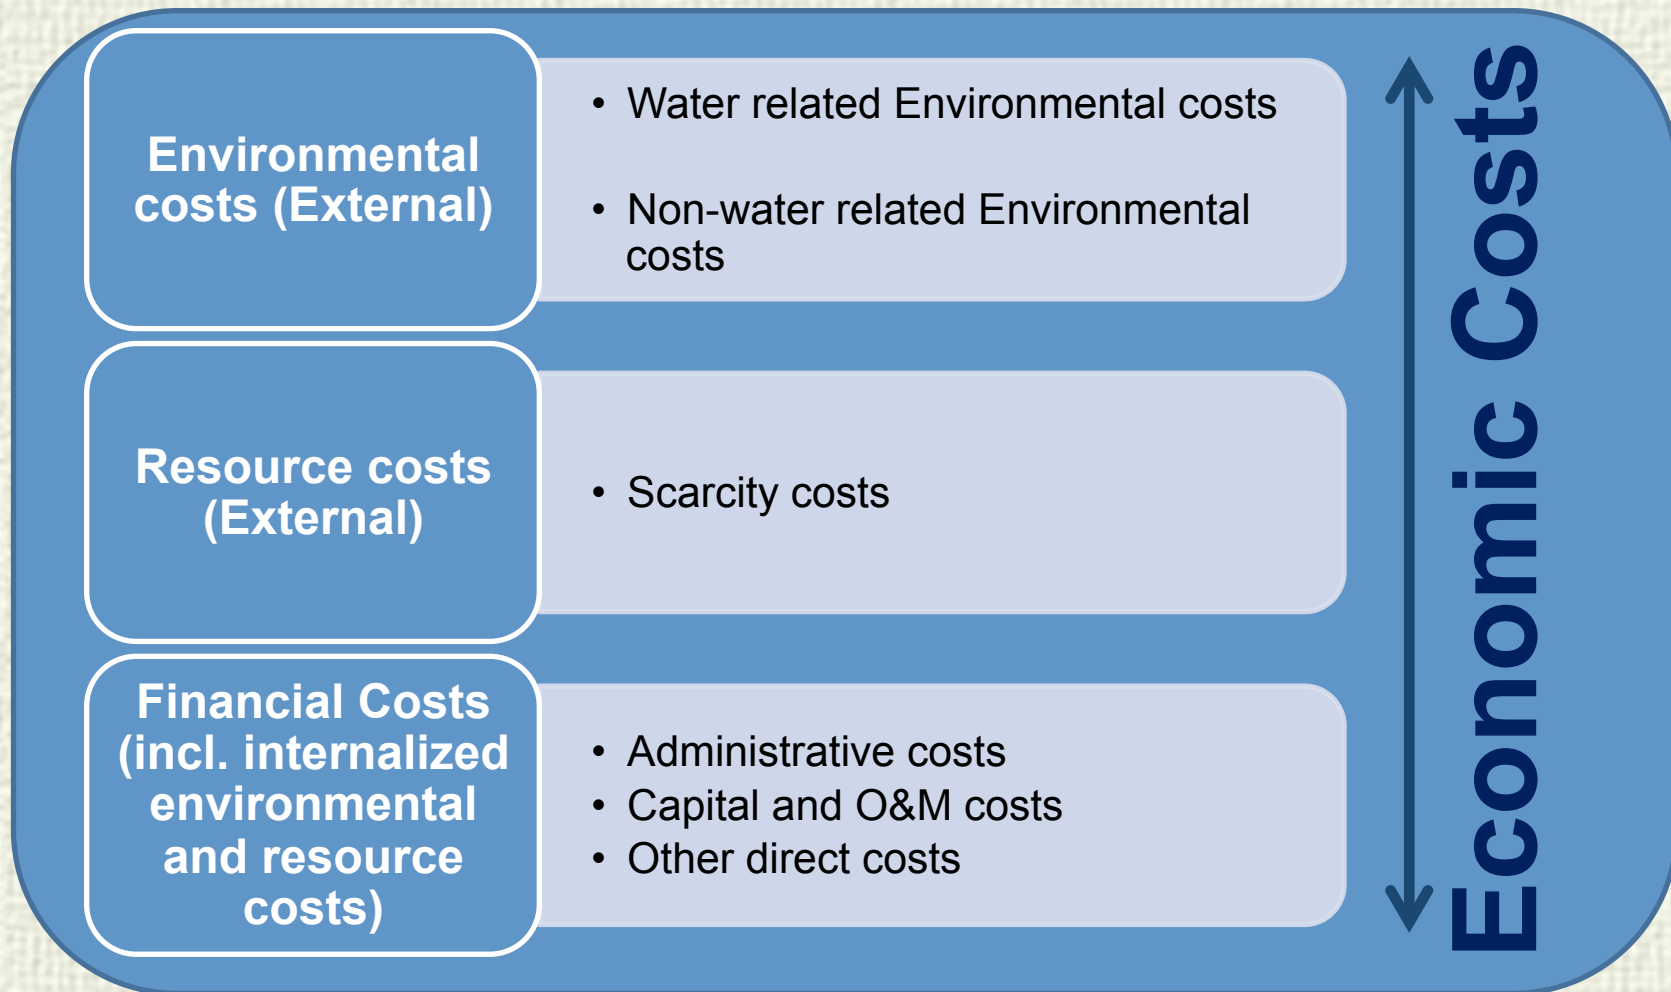 Environmental
costs (External)
• Water related Environmental costs
• Non-water related Environmental
costs
Resource costs
(External)
• Scarcity costs
Financial Costs
(incl. internalized
environmental
and resource
costs)
• Administrative costs
• Capital and O&M costs
• Other direct costs
Economic Costs